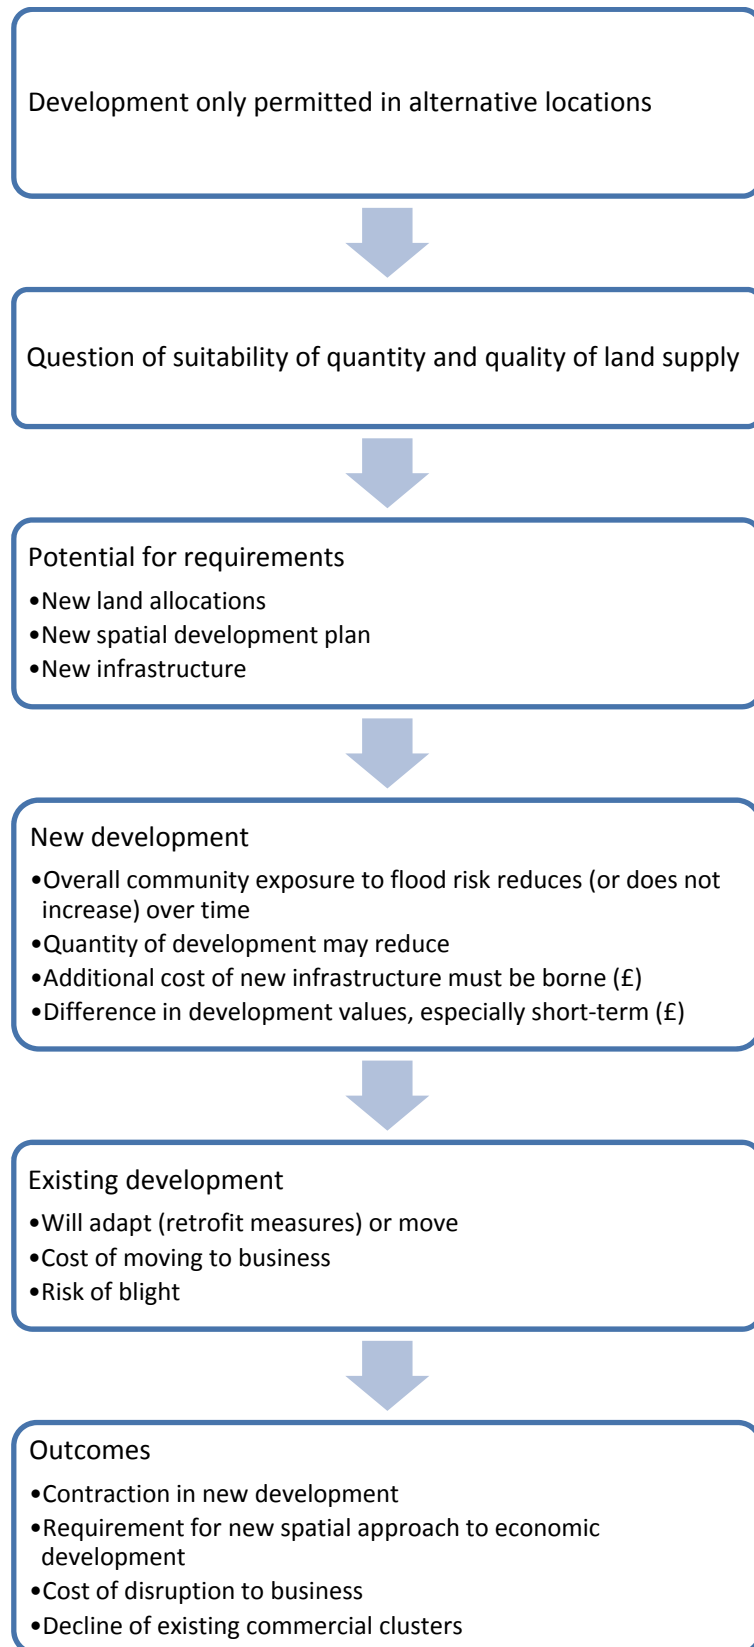 Development only permitted in alternative locations
Question of suitability of quantity and quality of land supply
Potential for requirements
•New land allocations
•New spatial development plan
•New infrastructure
New development
•Overall community exposure to flood risk reduces (or does not
increase) over time
•Quantity of development may reduce
•Additional cost of new infrastructure must be borne (£)
•Difference in development values, especially short-term (£)
Existing development
•Will adapt (retrofit measures) or move
•Cost of moving to business
•Risk of blight
Outcomes
•Contraction in new development
•Requirement for new spatial approach to economic
development
•Cost of disruption to business
•Decline of existing commercial clusters